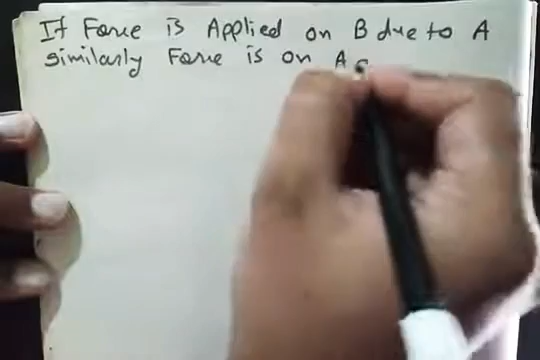 If Force is Applied on B due to A
similarly Force is on A